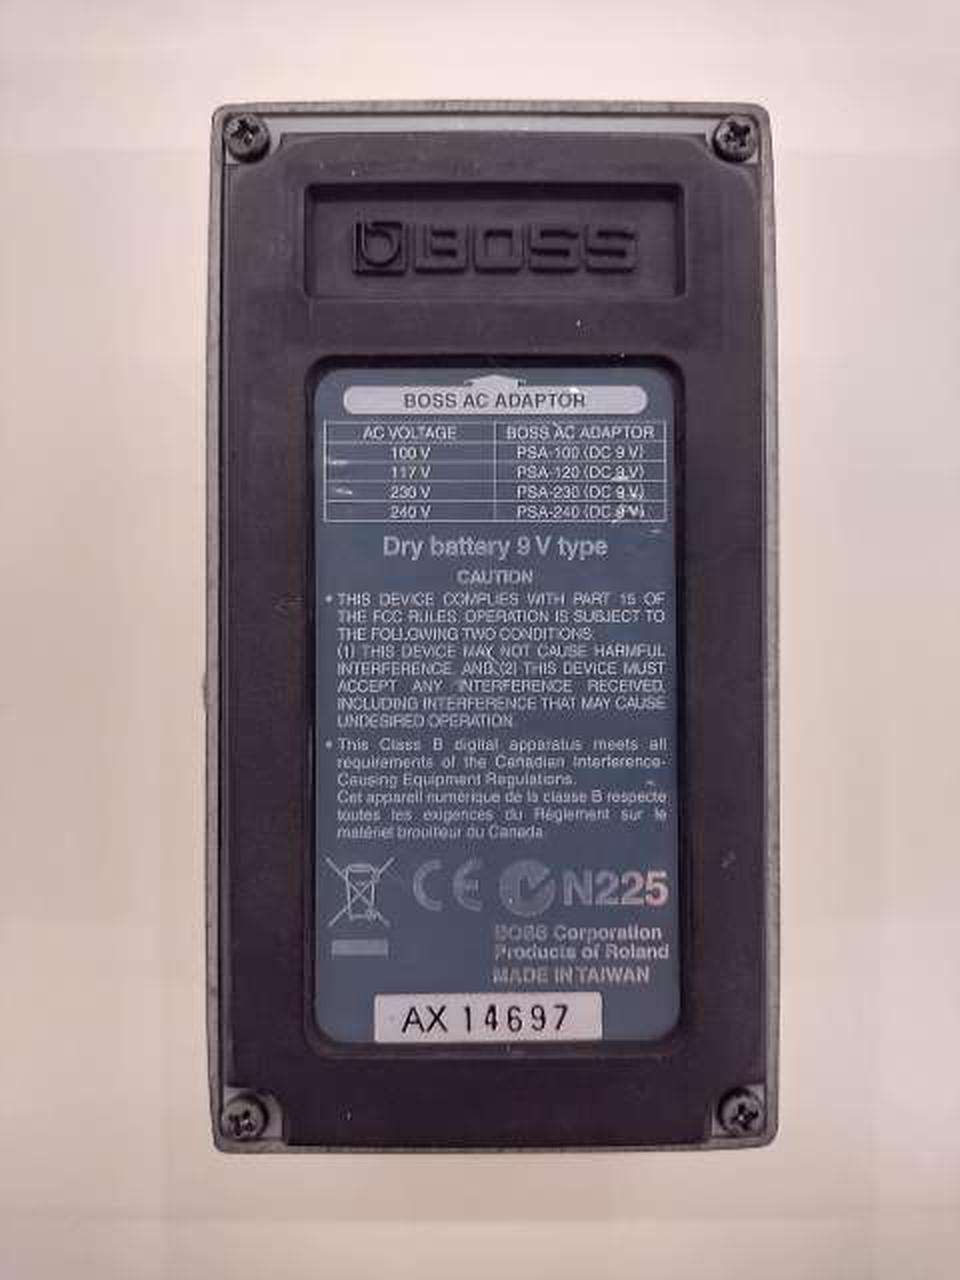 BOSS
BOSS AC ADAPTOR
AC VOLTAGE BOSS AC ADAPTOR
100 V PSA-100 (DC 9 V)
117 V PSA-120 (DC 9 V)
230 V PSA-230 (DC 9 V)
240 V PSA-240 (DC 9 V)
Dry battery 9 V type
CAUTION
• THIS DEVICE COMPLIES WITH PART 15 OF
THE FCC RULES. OPERATION IS SUBJECT TO
THE FOLLOWING TWO CONDITIONS:
(1) THIS DEVICE MAY NOT CAUSE HARMFUL
INTERFERENCE. AND (2) THIS DEVICE MUST
ACCEPT ANY INTERFERENCE RECEIVED,
INCLUDING INTERFERENCE THAT MAY CAUSE
UNDESIRED OPERATION.
• This Class B digital apparatus meets all
requirements of the Canadian Interference-
Causing Equipment Regulations.
Cet appareil numérique de la classe B respecte
toutes les exigences du Règlement sur le
matériel brouilleur du Canada.
CE N225
BOSS Corporation
Products of Roland
MADE IN TAIWAN
AX 14697